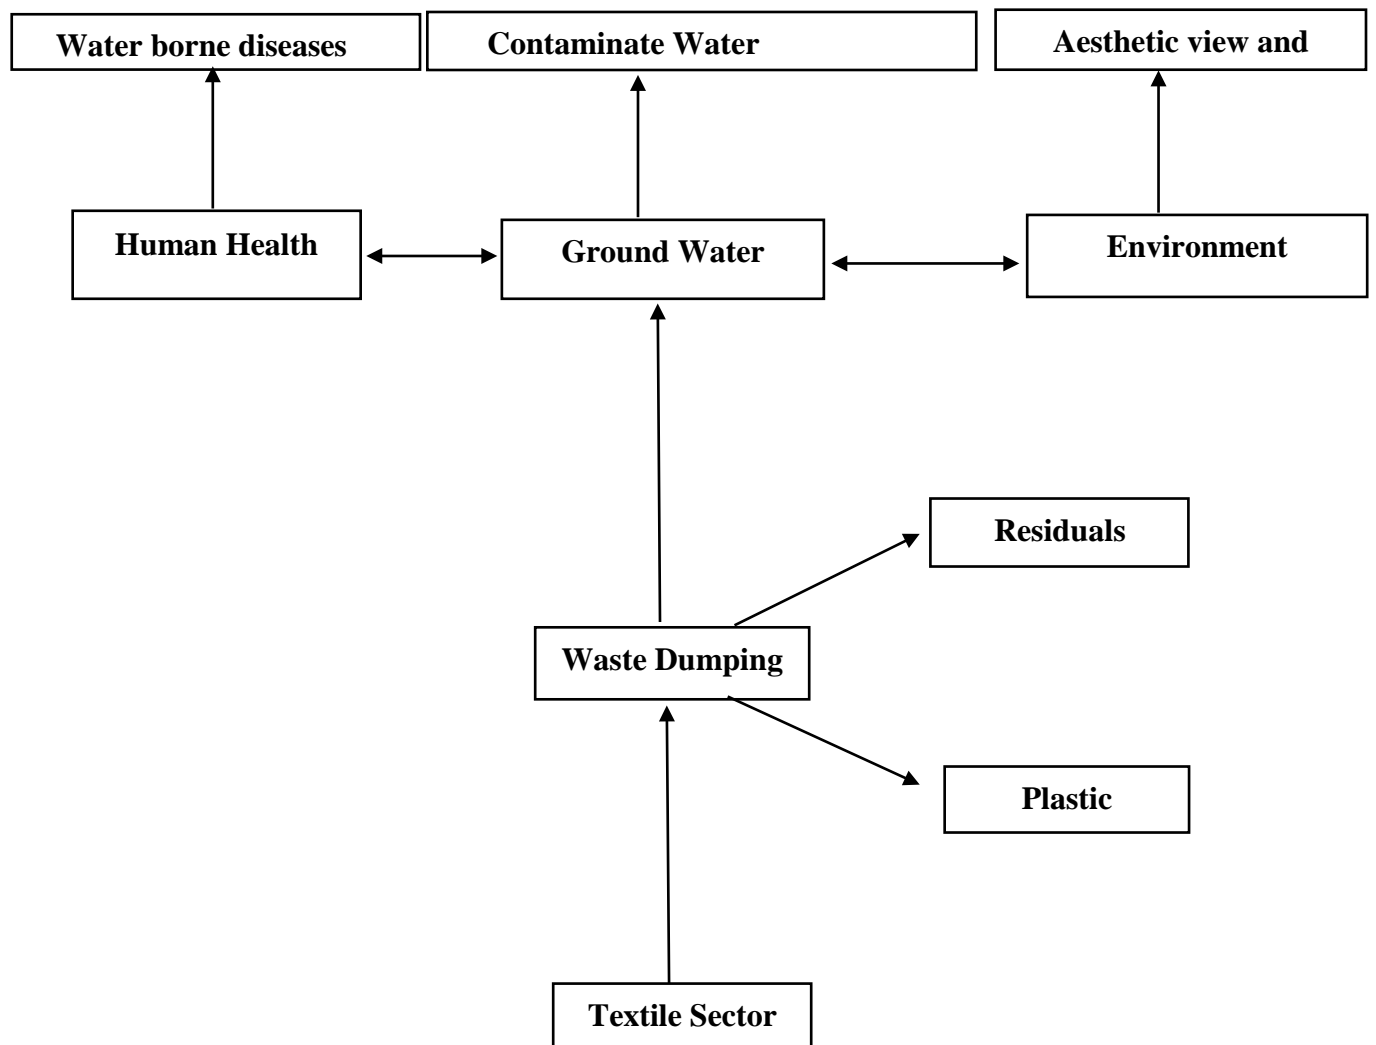 Water borne diseases
Contaminate Water
Aesthetic view and
Human Health
Ground Water
Environment
Residuals
Waste Dumping
Plastic
Textile Sector